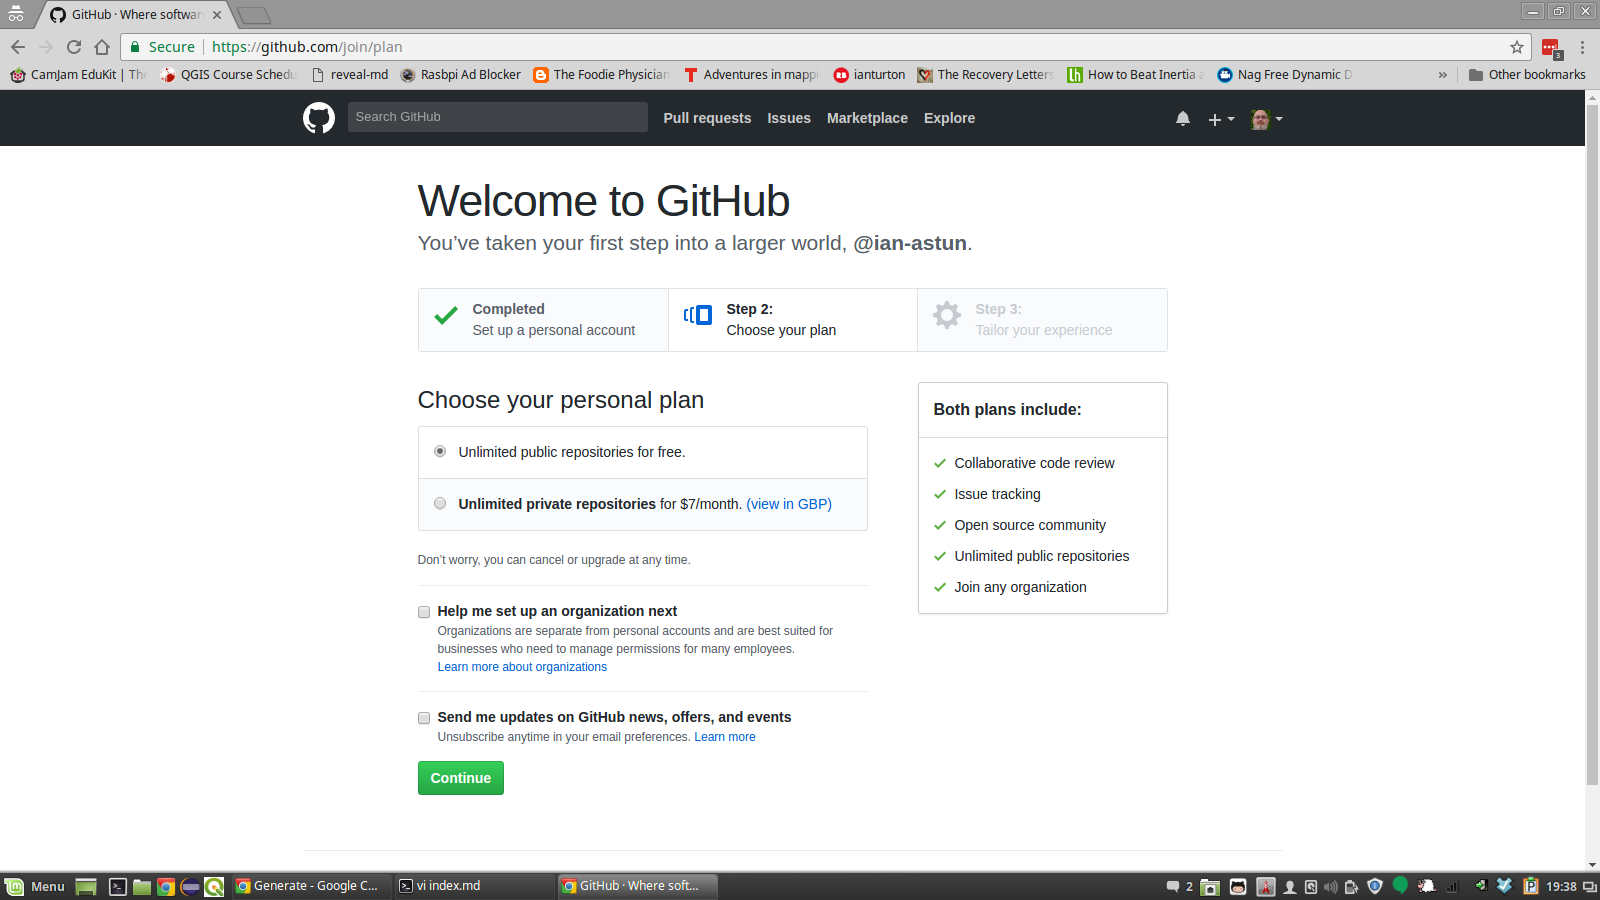 GitHub · Where softwar
Secure https://github.com/join/plan
3
CamJam EduKit | The
QGIS Course Schedu
reveal-md
Rasbpi Ad Blocker
The Foodie Physician
Adventures in mappi
ianturton
The Recovery Letters
How to Beat Inertia a
Nag Free Dynamic D
»
Other bookmarks
Search GitHub
Pull requests Issues Marketplace Explore
Welcome to GitHub
You’ve taken your first step into a larger world, @ian-astun.
Completed
Set up a personal account
Step 2:
Choose your plan
Step 3:
Tailor your experience
Choose your personal plan
Unlimited public repositories for free.
Unlimited private repositories for $7/month. (view in GBP)
Don’t worry, you can cancel or upgrade at any time.
Help me set up an organization next
Organizations are separate from personal accounts and are best suited for
businesses who need to manage permissions for many employees.
Learn more about organizations
Send me updates on GitHub news, offers, and events
Unsubscribe anytime in your email preferences. Learn more
Continue
Both plans include:
Collaborative code review
Issue tracking
Open source community
Unlimited public repositories
Join any organization
Menu
Generate - Google C...
vi index.md
GitHub · Where soft...
2
19:38